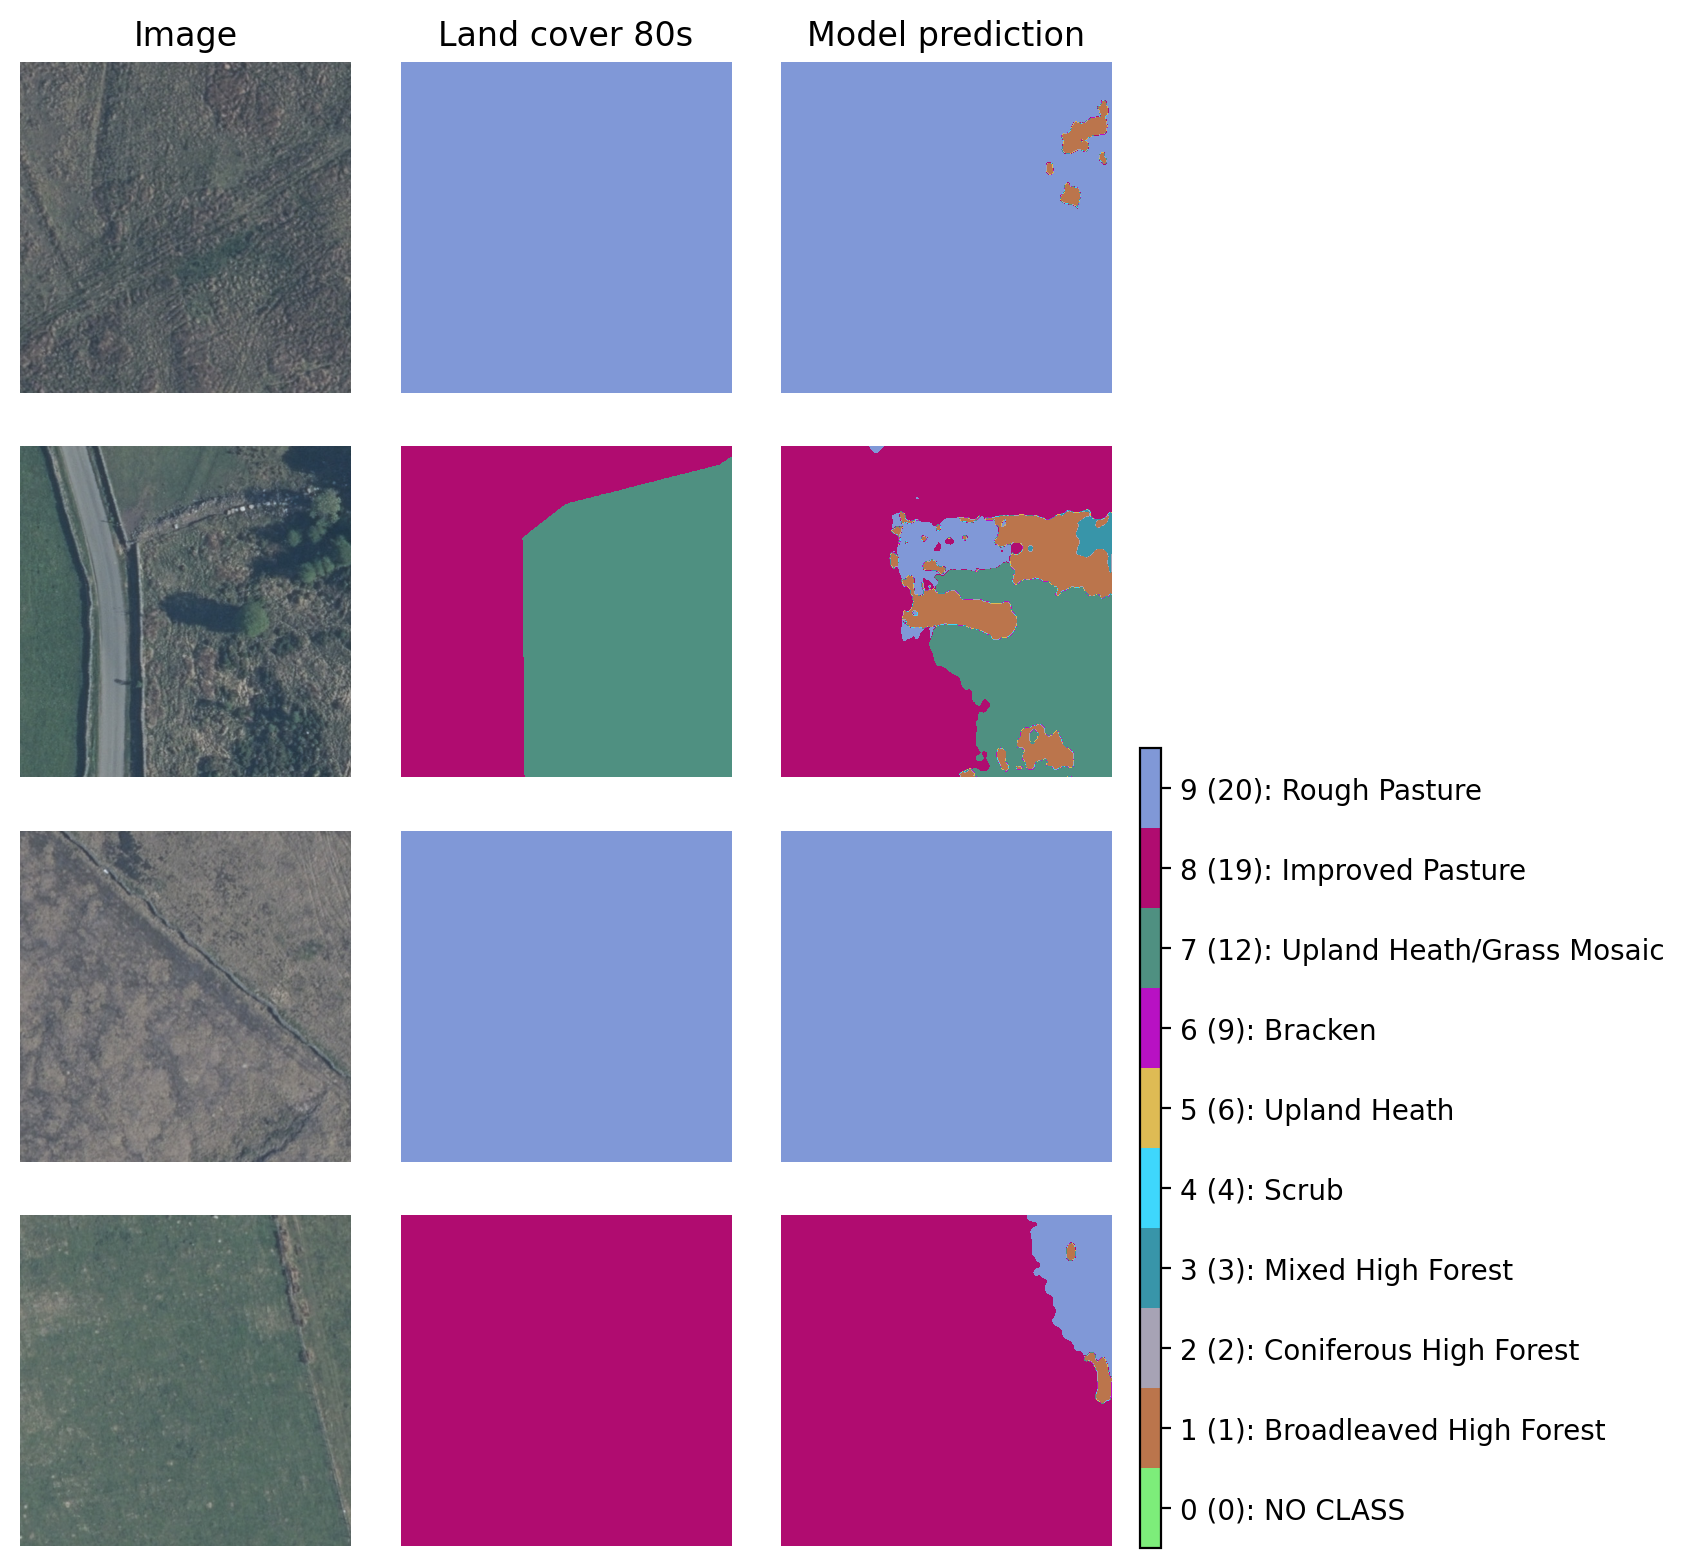 Image
Land cover 80s
Model prediction
9 (20): Rough Pasture
8 (19): Improved Pasture
7 (12): Upland Heath/Grass Mosaic
6 (9): Bracken
5 (6): Upland Heath
4 (4): Scrub
3 (3): Mixed High Forest
2 (2): Coniferous High Forest
1 (1): Broadleaved High Forest
0 (0): NO CLASS